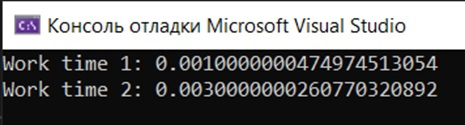 Консоль отладки Microsoft Visual Studio
Work time 1: 0.0010000000474974513054
Work time 2: 0.0030000000260770320892